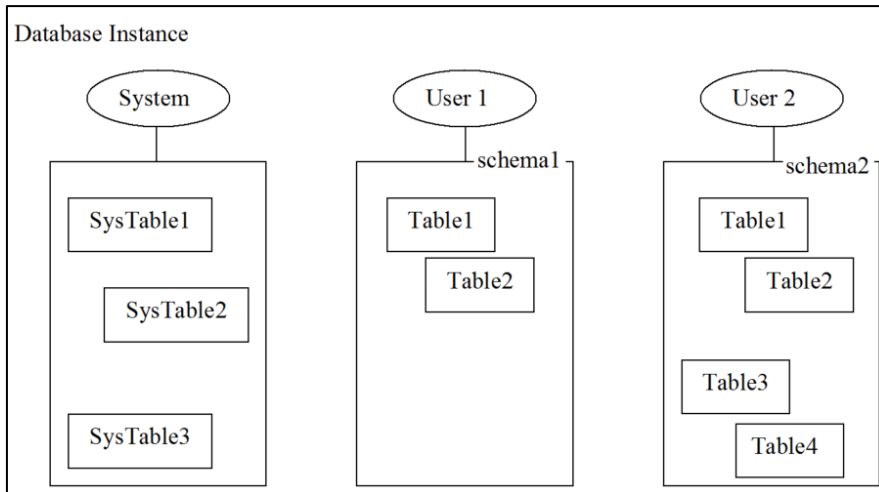 Database Instance
System
User 1
User 2
schema1
schema2
SysTable1
Table1
Table1
Table2
Table2
SysTable2
Table3
SysTable3
Table4